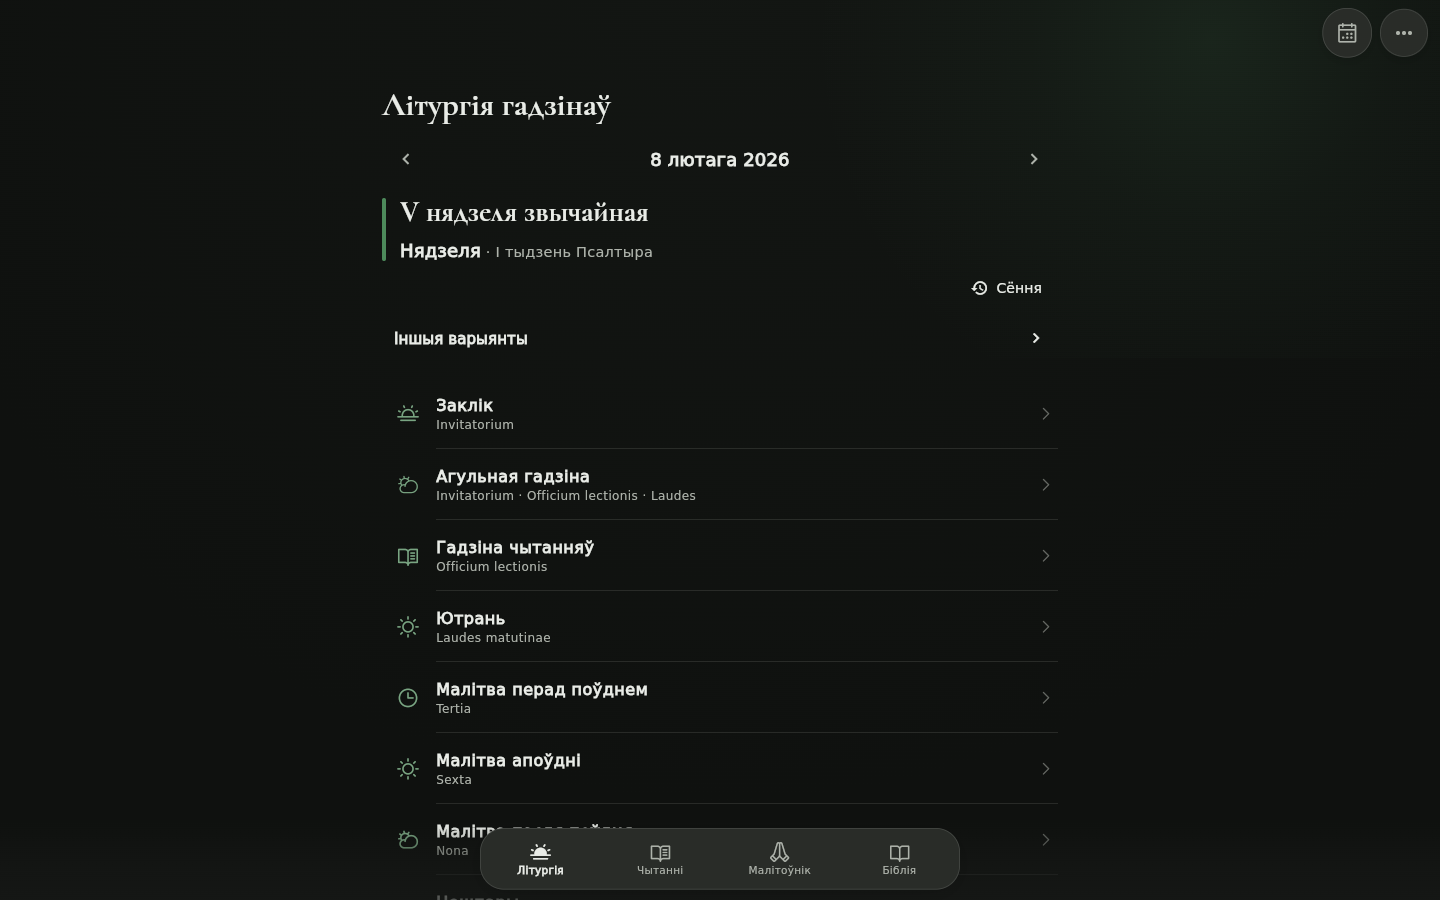 Літургія гадзінаў
8 лютага 2026
V нядзеля звычайная
Нядзеля · I тыдзень Псалтыра
Сёння
Іншыя варыянты
Заклік
Invitatorium
Агульная гадзіна
Invitatorium · Officium lectionis · Laudes
Гадзіна чытанняў
Officium lectionis
Ютрань
Laudes matutinae
Малітва перад поўднем
Tertia
Малітва апоўдні
Sexta
Nona
Літургія
Чытанні
Малітоўнік
Біблія